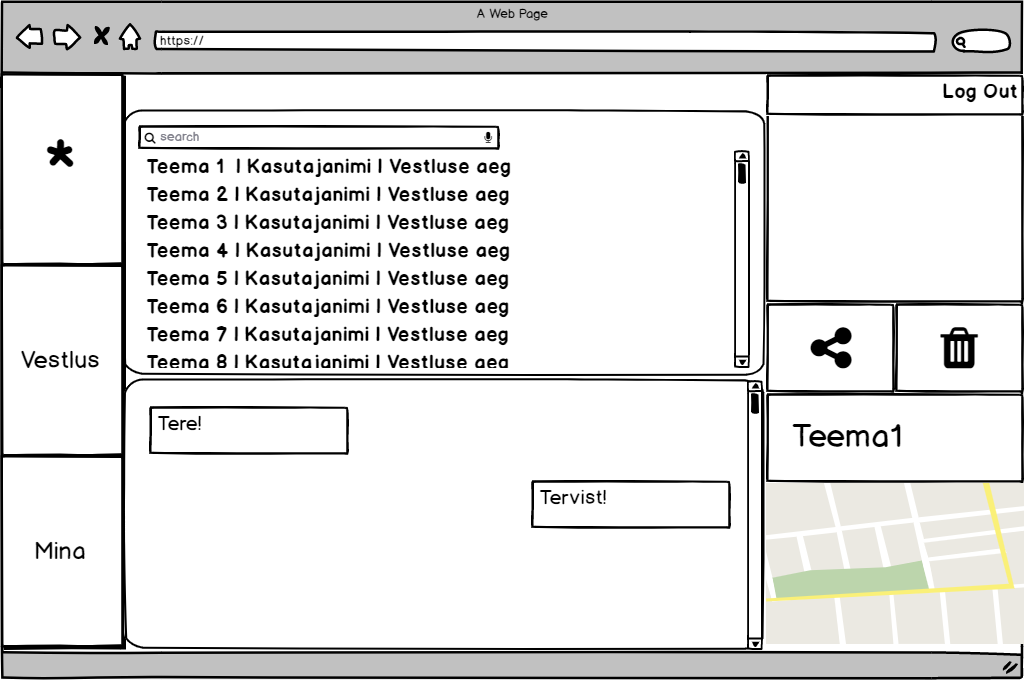 A Web Page
https://
Log Out
search
Teema 1 | Kasutajanimi | Vestluse aeg
Teema 2 | Kasutajanimi | Vestluse aeg
Teema 3 | Kasutajanimi | Vestluse aeg
Teema 4 | Kasutajanimi | Vestluse aeg
Teema 5 | Kasutajanimi | Vestluse aeg
Teema 6 | Kasutajanimi | Vestluse aeg
Teema 7 | Kasutajanimi | Vestluse aeg
Teema 8 | Kasutajanimi | Vestluse aeg
Vestlus
Mina
Tere!
Tervist!
Teema1